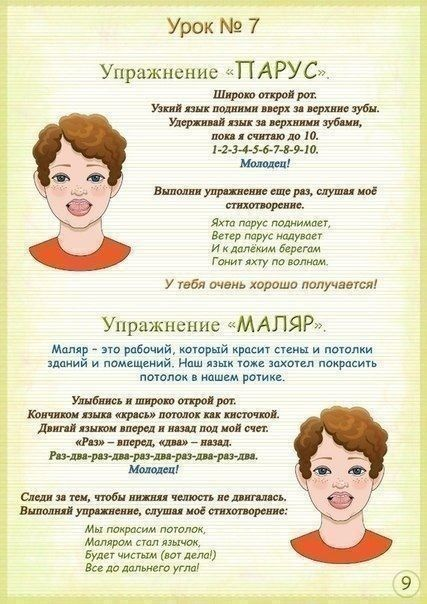 Урок № 7
Упражнение «ПАРУС».
Широко открой рот.
Узкий язык подними вверх за верхние зубы.
Удерживай язык за верхними зубами,
пока я считаю до 10.
1-2-3-4-5-6-7-8-9-10.
Молодец!
Выполни упражнение еще раз, слушая моё
стихотворение.
Яхта парус поднимает,
Ветер парус надувает
И к далёким берегам
Гонит яхту по волнам.
У тебя очень хорошо получается!
Упражнение «МАЛЯР».
Маляр – это рабочий, который красит стены и потолки
зданий и помещений. Наш язык тоже захотел покрасить
потолок в нашем ротике.
Улыбнись и широко открой рот.
Кончиком языка «крась» потолок как кисточкой.
Двигай языком вперед и назад под мой счет.
«Раз» – вперед, «два» – назад.
Раз-два-раз-два-раз-два-раз-два-раз-два.
Молодец!
Следи за тем, чтобы нижняя челюсть не двигалась.
Выполняй упражнение, слушая моё стихотворение:
Мы покрасим потолок,
Маляром стал язычок,
Будет чистым (вот дела!)
Все до дальнего угла!
9